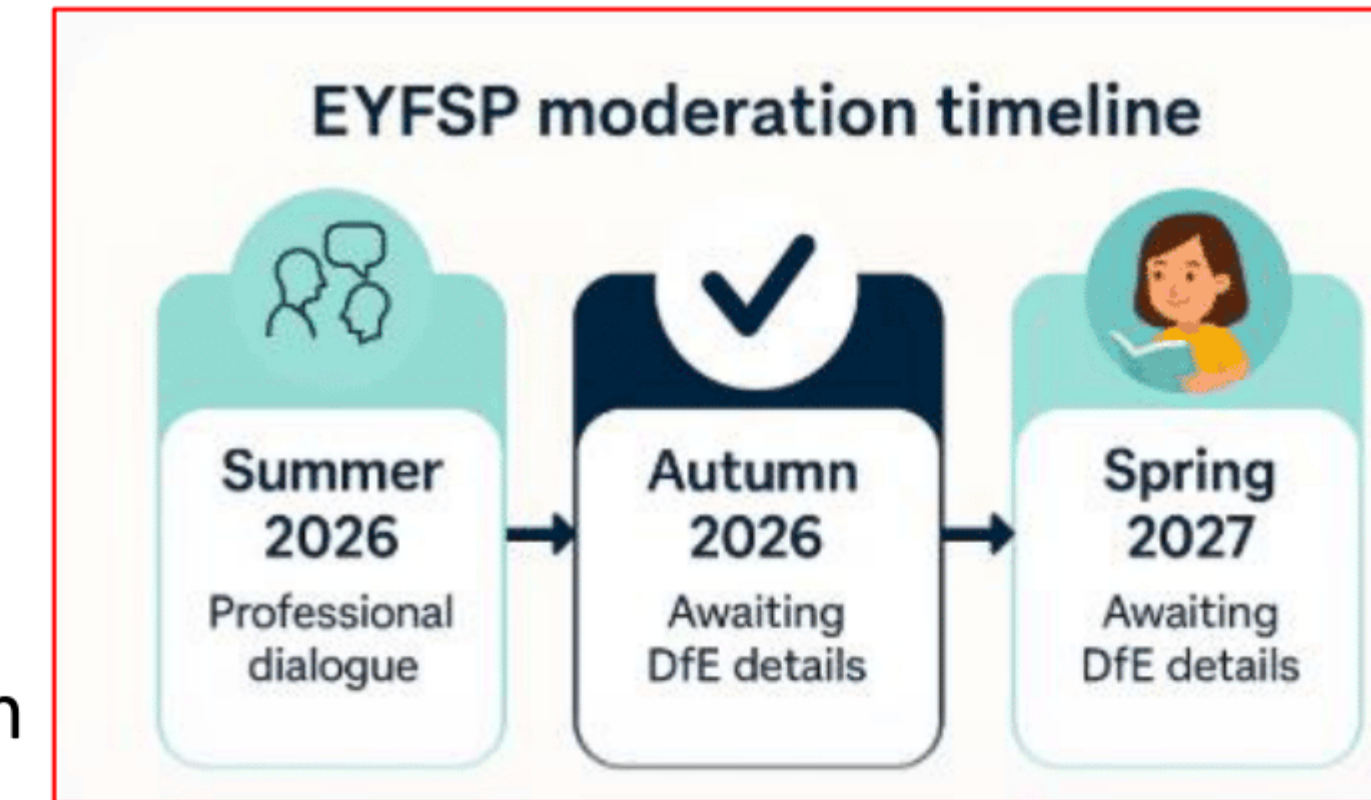 EYFSP moderation timeline
Summer
2026
Professional
dialogue
Autumn
2026
Awaiting
DfE details
Spring
2027
Awaiting
DfE details